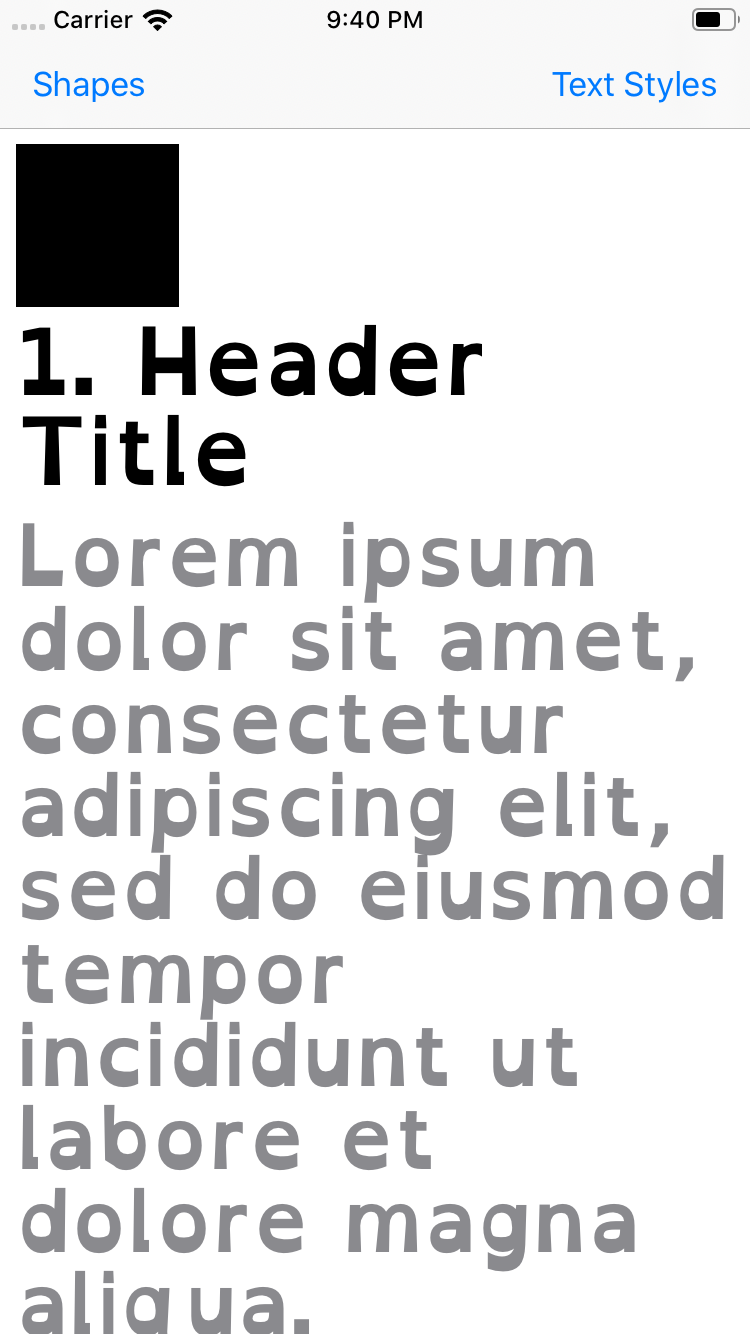 Carrier 9:40 PM
Shapes Text Styles
1. Header
Title
Lorem ipsum
dolor sit amet,
consectetur
adipiscing elit,
sed do eiusmod
tempor
incididunt ut
labore et
dolore magna
aliqua.